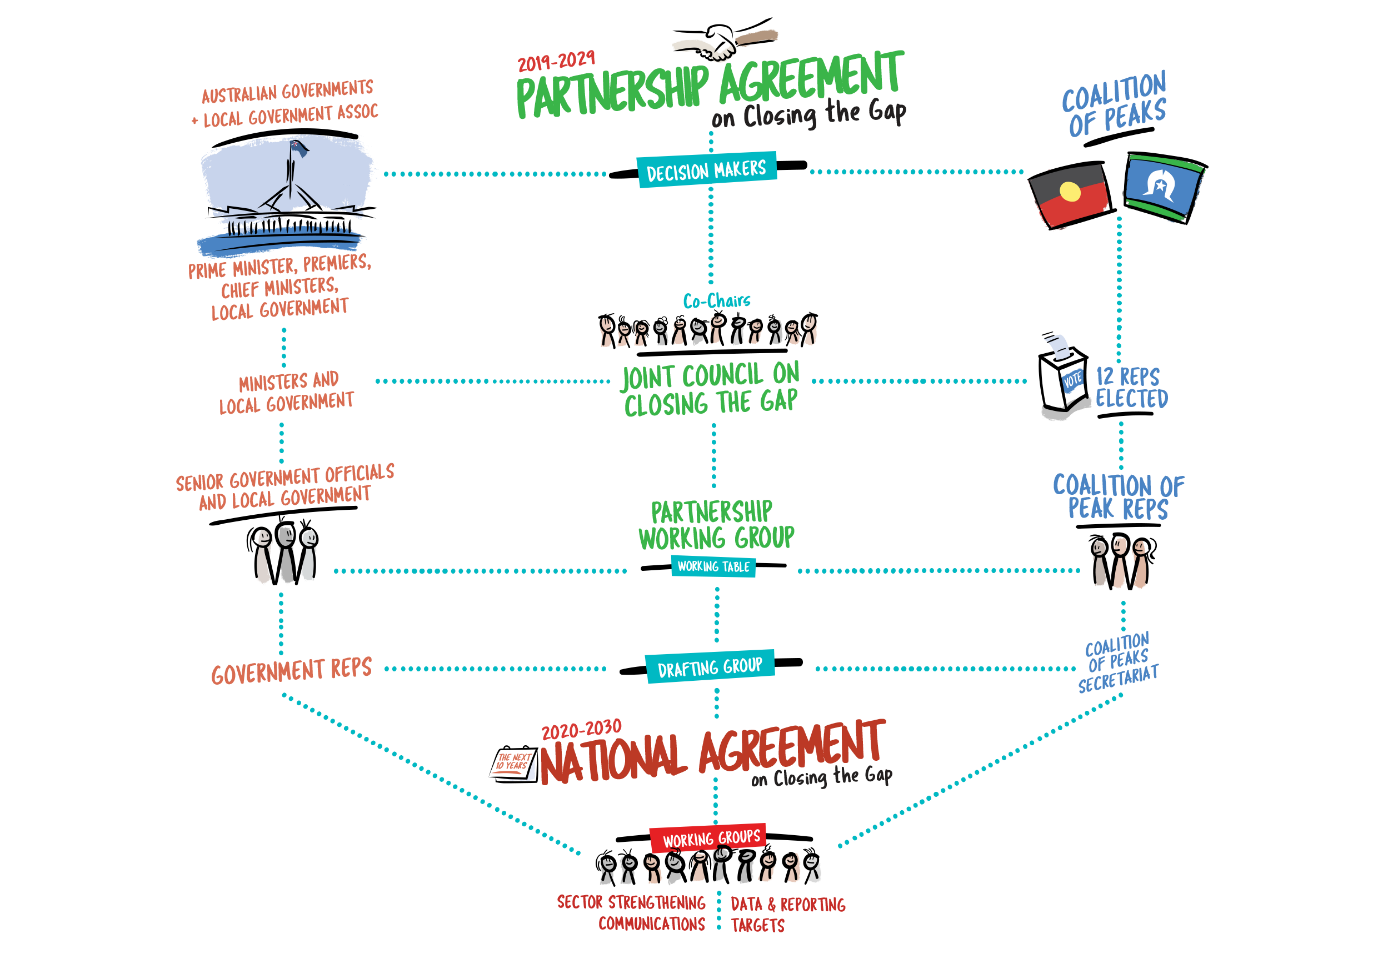 2019-2029
PARTNERSHIP AGREEMENT
on Closing the Gap
AUSTRALIAN GOVERNMENTS
+ LOCAL GOVERNMENT ASSOC
COALITION
OF PEAKS
DECISION MAKERS
PRIME MINISTER, PREMIERS,
CHIEF MINISTERS,
LOCAL GOVERNMENT
Co-Chairs
JOINT COUNCIL ON
CLOSING THE GAP
MINISTERS AND
LOCAL GOVERNMENT
VOTE
12 REPS
ELECTED
SENIOR GOVERNMENT OFFICIALS
AND LOCAL GOVERNMENT
PARTNERSHIP
WORKING GROUP
WORKING TABLE
COALITION OF
PEAK REPS
GOVERNMENT REPS
DRAFTING GROUP
COALITION
OF PEAKS
SECRETARIAT
2020-2030
THE NEXT
10 YEARS
NATIONAL AGREEMENT
on Closing the Gap
WORKING GROUPS
SECTOR STRENGTHENING
COMMUNICATIONS
DATA & REPORTING
TARGETS